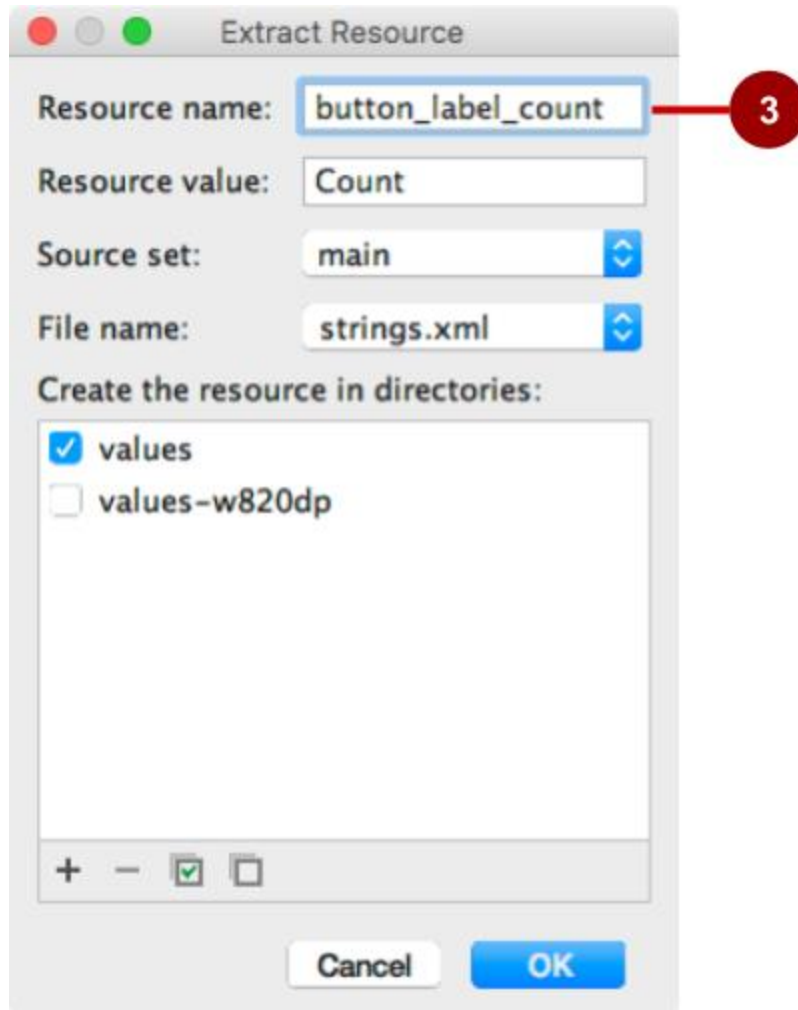 Extract Resource
Resource name: button_label_count
3
Resource value: Count
Source set: main
File name: strings.xml
Create the resource in directories:
values
values-w820dp
Cancel OK